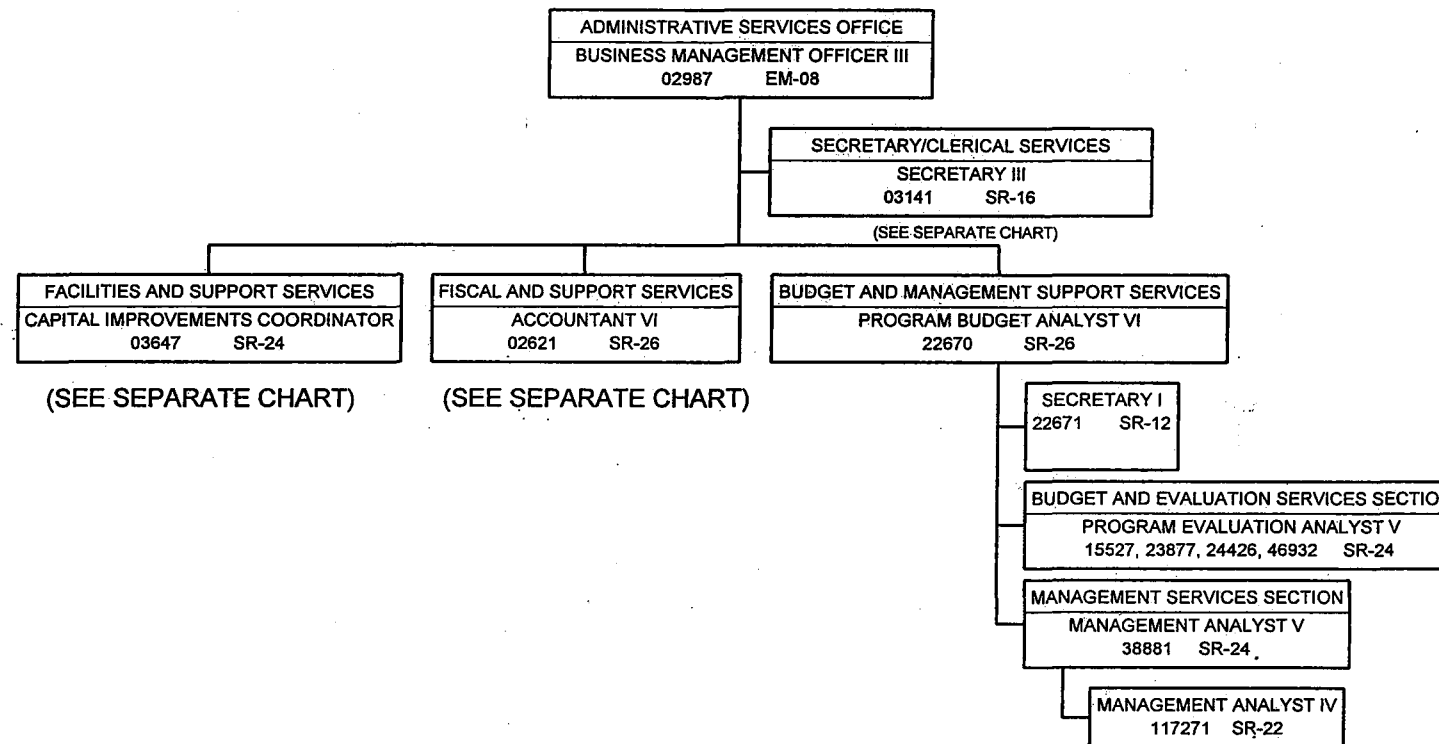 ADMINISTRATIVE SERVICES OFFICE
BUSINESS MANAGEMENT OFFICER III
02987 EM-08
SECRETARY/CLERICAL SERVICES
SECRETARY III
03141 SR-16
(SEE SEPARATE CHART)
FACILITIES AND SUPPORT SERVICES
CAPITAL IMPROVEMENTS COORDINATOR
03647 SR-24
(SEE SEPARATE CHART)
FISCAL AND SUPPORT SERVICES
ACCOUNTANT VI
02621 SR-26
(SEE SEPARATE CHART)
BUDGET AND MANAGEMENT SUPPORT SERVICES
PROGRAM BUDGET ANALYST VI
22670 SR-26
SECRETARY I
22671 SR-12
BUDGET AND EVALUATION SERVICES SECTIO
PROGRAM EVALUATION ANALYST V
15527, 23877, 24426, 46932 SR-24
MANAGEMENT SERVICES SECTION
MANAGEMENT ANALYST V
38881 SR-24
MANAGEMENT ANALYST IV
117271 SR-22